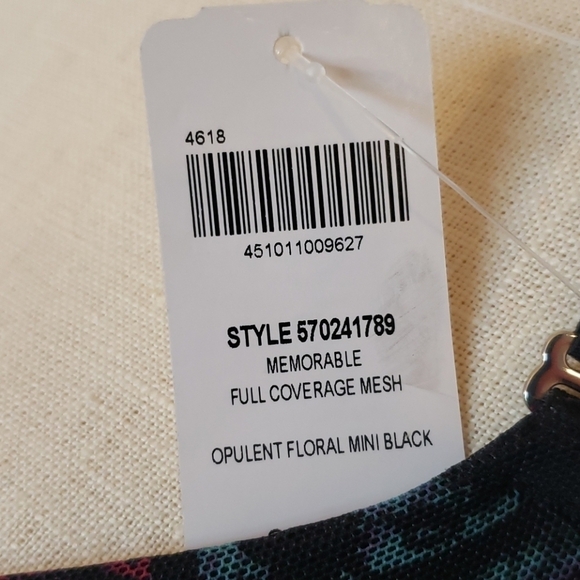 4618
451011009627
STYLE 570241789
MEMORABLE
FULL COVERAGE MESH
OPULENT FLORAL MINI BLACK